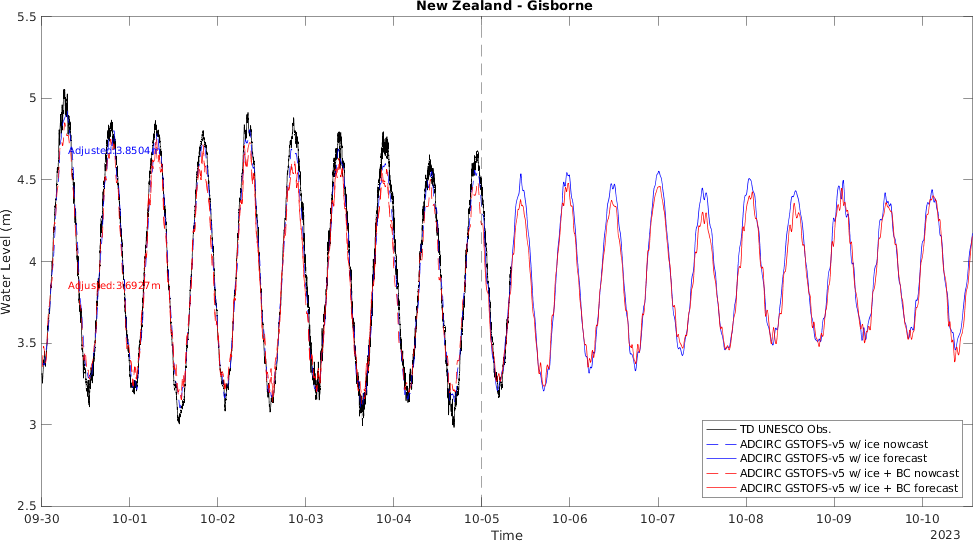 New Zealand - Gisborne
5.5
5
4.5
4
3.5
3
2.5
Water Level (m)
Adjusted:3.8504
Adjusted:3.6927m
TD UNESCO Obs.
ADCIRC GSTOFS-v5 w/ ice nowcast
ADCIRC GSTOFS-v5 w/ ice forecast
ADCIRC GSTOFS-v5 w/ ice + BC nowcast
ADCIRC GSTOFS-v5 w/ ice + BC forecast
09-30 10-01 10-02 10-03 10-04 10-05 10-06 10-07 10-08 10-09 10-10
Time
2023